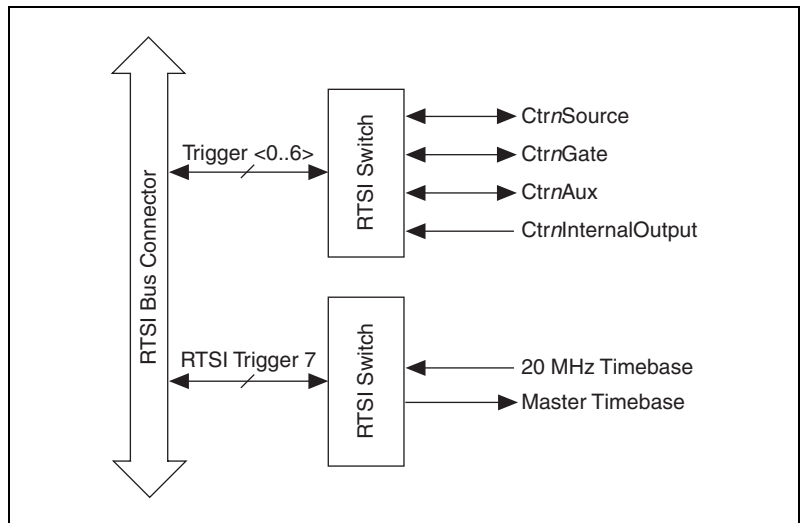 RTSI Bus Connector
Trigger <0..6>
RTSI Switch
CtrnSource
CtrnGate
CtrnAux
CtrnInternalOutput
RTSI Trigger 7
RTSI Switch
20 MHz Timebase
Master Timebase